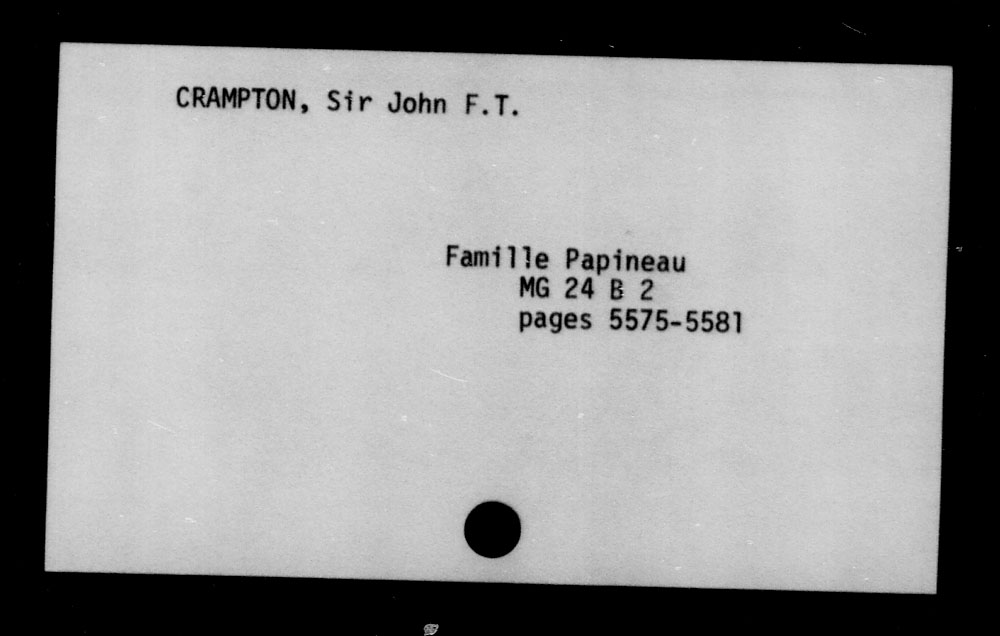 CRAMPTON, Sir John F.T.
Famille Papineau
MG 24 B 2
pages 5575-5581